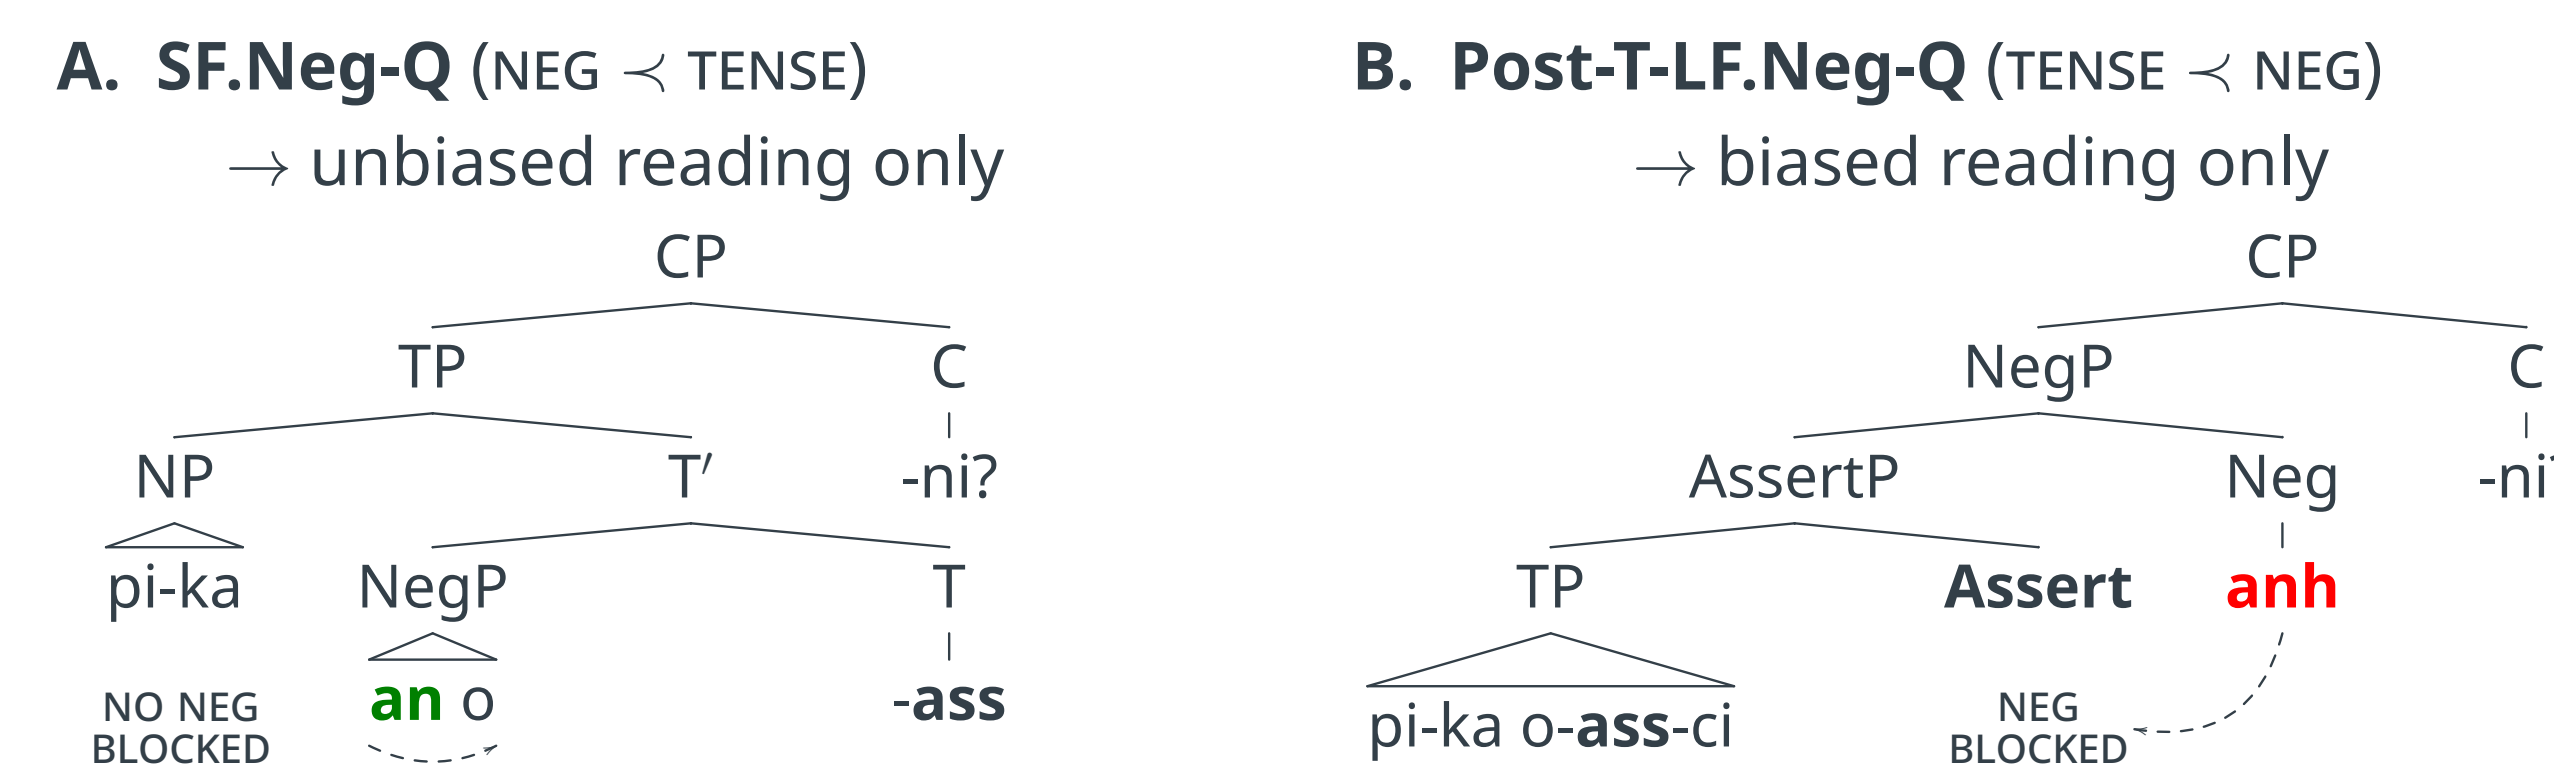 A. SF.Neg-Q (NEG ≺ TENSE)
→ unbiased reading only
CP
TP C
NP T′ -ni?
pi-ka NegP T
an o -ass
NO NEG
BLOCKED
B. Post-T-LF.Neg-Q (TENSE ≺ NEG)
→ biased reading only
CP
NegP C
AssertP Neg -ni
TP Assert anh
pi-ka o-ass-ci
NEG
BLOCKED